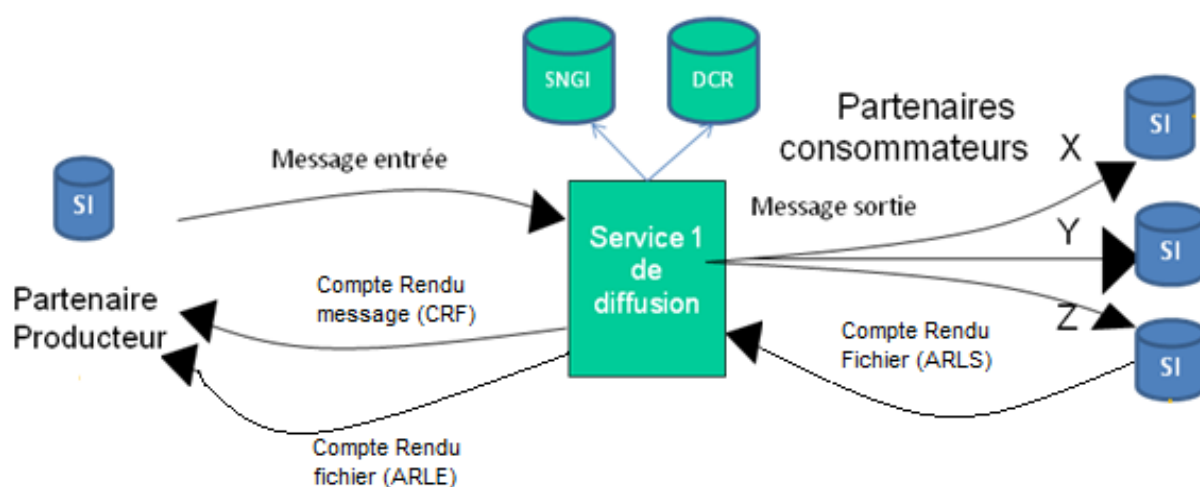 SNGI
DCR
Partenaires
consommateurs
SI
X
Message entrée
SI
Message sortie
Service 1
de
diffusion
Y
SI
Partenaire
Producteur
Compte Rendu
message (CRF)
Z
Compte Rendu
Fichier (ARLS)
SI
Compte Rendu
fichier (ARLE)